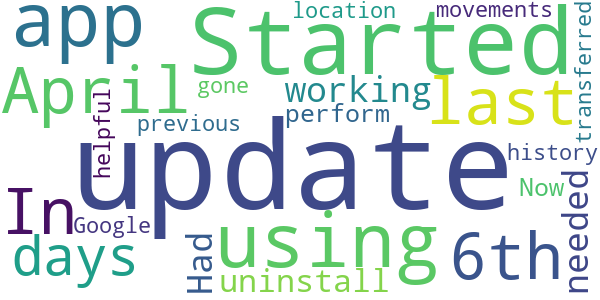 location
movements
app
Started
transferred
April
gone
working
last
helpful
previous
perform
update
history
In
Google
Now
needed
days
Had
using
uninstall
6th